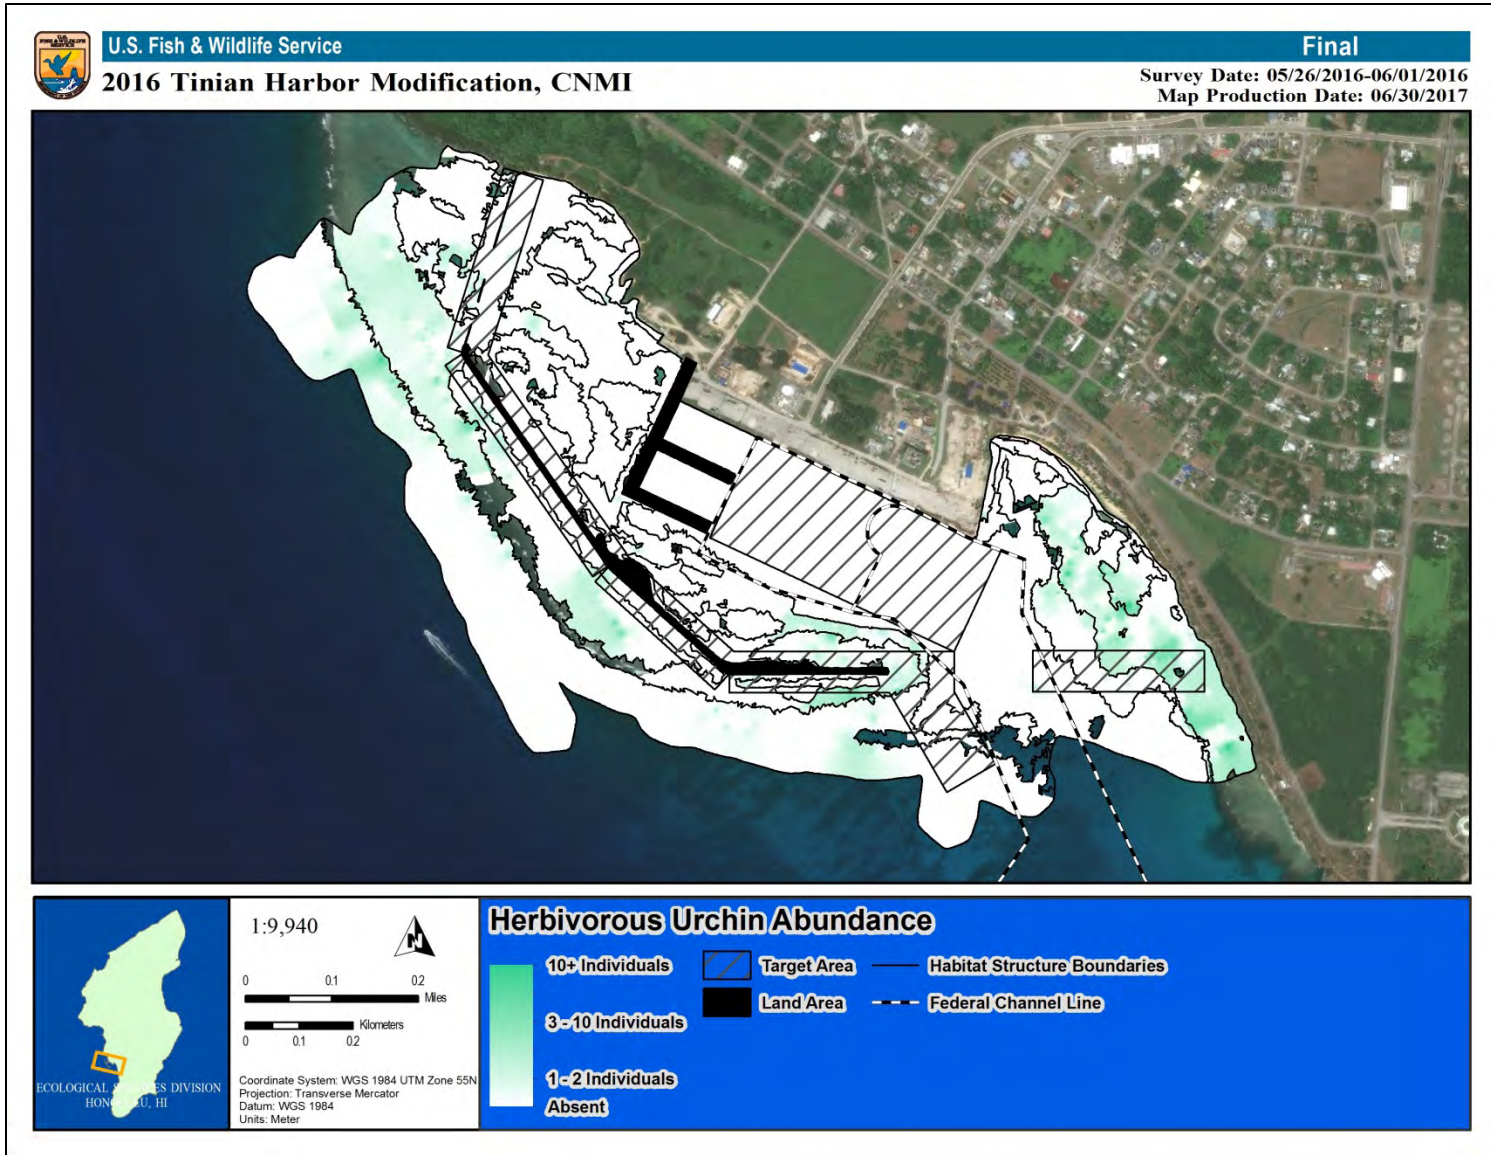 U.S.
FISH & WILDLIFE
SERVICE
U.S. Fish & Wildlife Service
Final
2016 Tinian Harbor Modification, CNMI
Survey Date: 05/26/2016-06/01/2016
Map Production Date: 06/30/2017
ECOLOGICAL DIVISION
1:9,940
N
0 0.1 0.2
Miles
Kilometers
0 0.1 0.2
Coordinate System: WGS 1984 UTM Zone 55N
Projection: Transverse Mercator
Datum: WGS 1984
Units: Meter
Herbivorous Urchin Abundance
10+ Individuals
3 - 10 Individuals
1 - 2 Individuals
Absent
Target Area
Land Area
Habitat Structure Boundaries
Federal Channel Line